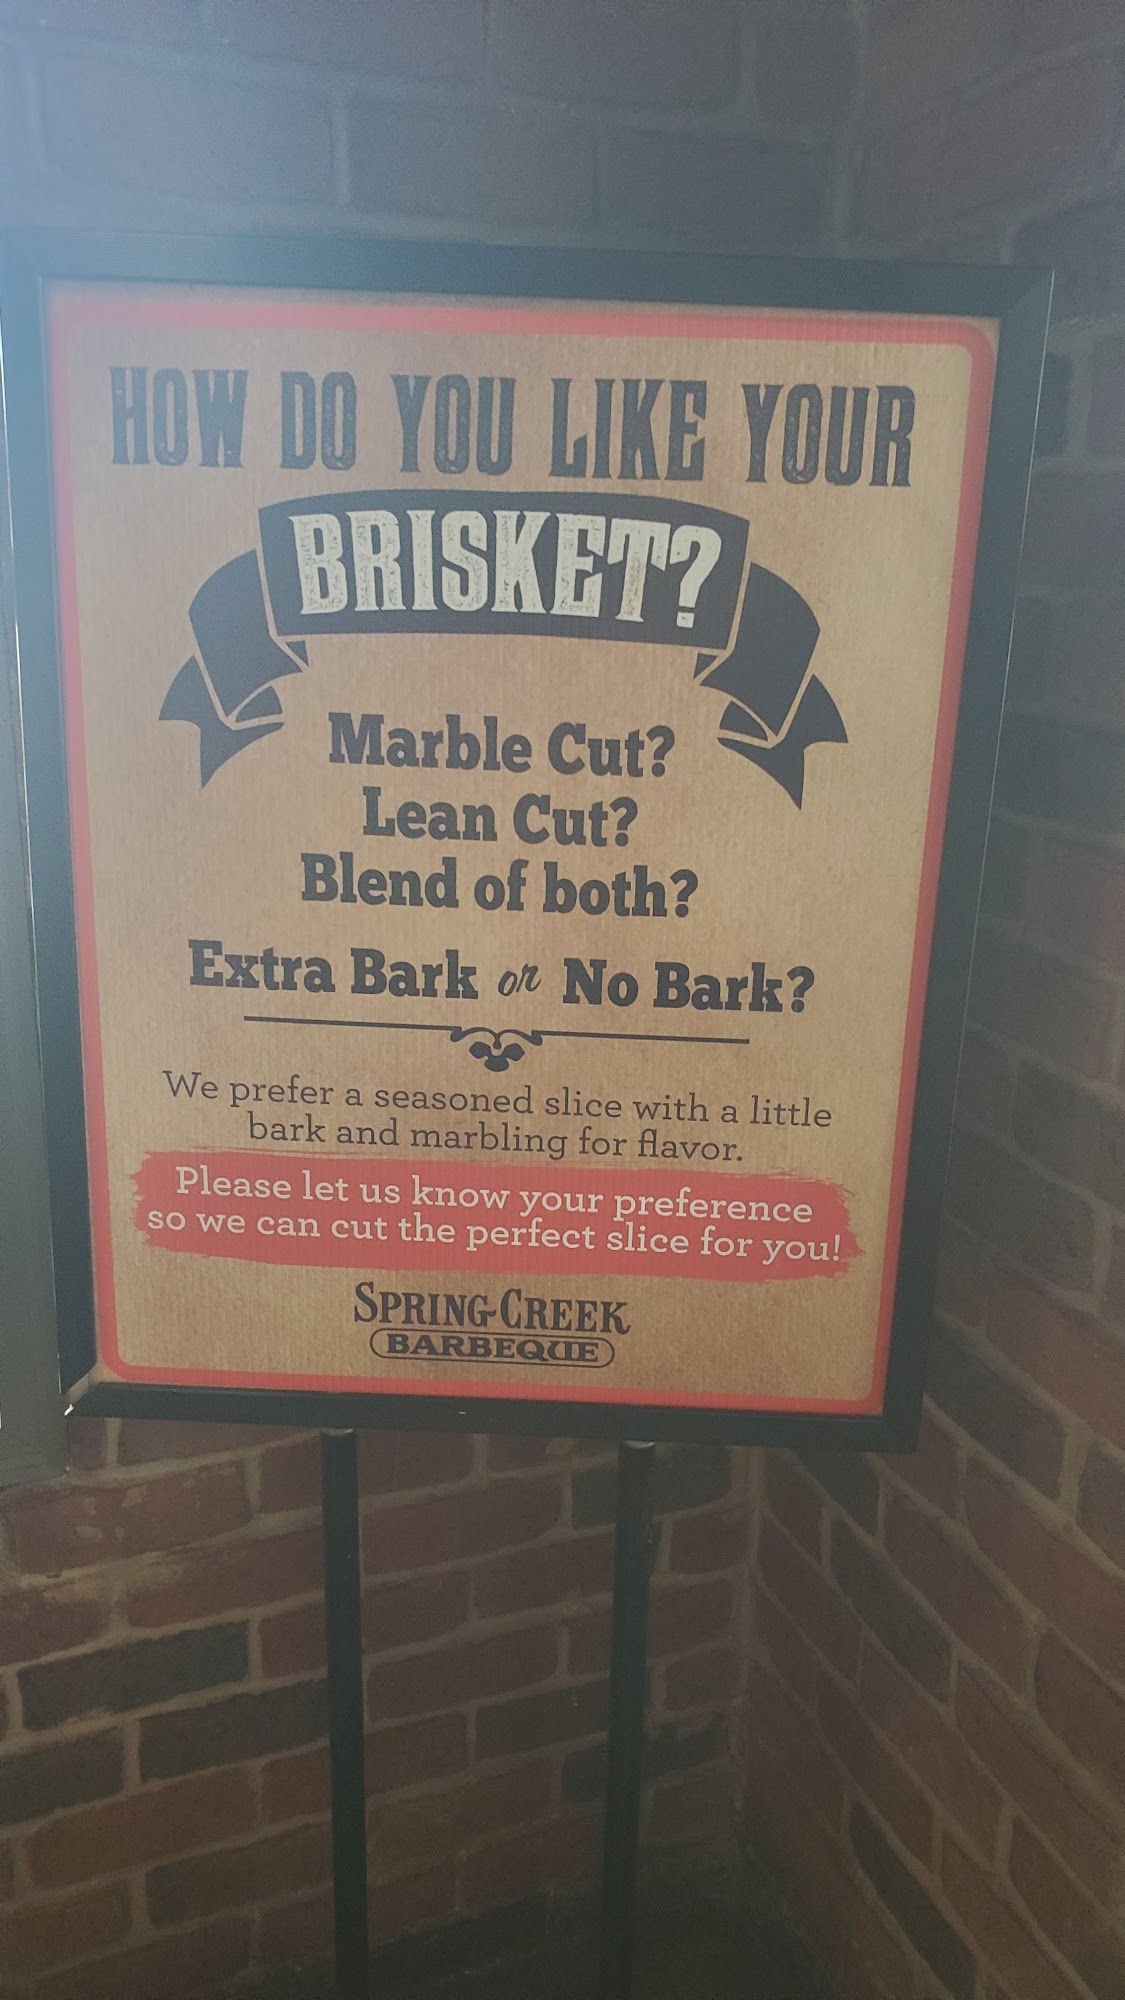 HOW DO YOU LIKE YOUR
BRISKET?
Marble Cut?
Lean Cut?
Blend of both?
Extra Bark or No Bark?
We prefer a seasoned slice with a little
bark and marbling for flavor.
Please let us know your preference
so we can cut the perfect slice for you!
SPRING CREEK
BARBEQUE